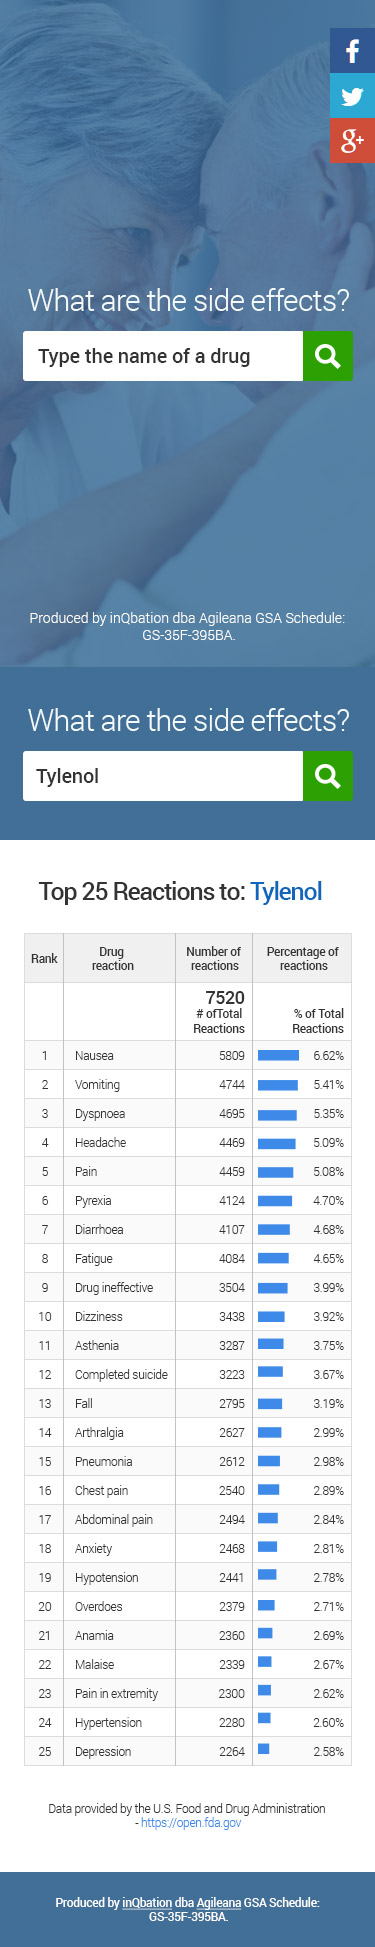 What are the side effects?
Type the name of a drug
Produced by inQbation dba Agileana GSA Schedule:
GS-35F-395BA.
What are the side effects?
Tylenol
Top 25 Reactions to: Tylenol
Rank Drug reaction Number of reactions Percentage of reactions
7520
# ofTotal Reactions % of Total Reactions
1 Nausea 5809 6.62%
2 Vomiting 4744 5.41%
3 Dyspnoea 4695 5.35%
4 Headache 4469 5.09%
5 Pain 4459 5.08%
6 Pyrexia 4124 4.70%
7 Diarrhoea 4107 4.68%
8 Fatigue 4084 4.65%
9 Drug ineffective 3504 3.99%
10 Dizziness 3438 3.92%
11 Asthenia 3287 3.75%
12 Completed suicide 3223 3.67%
13 Fall 2795 3.19%
14 Arthralgia 2627 2.99%
15 Pneumonia 2612 2.98%
16 Chest pain 2540 2.89%
17 Abdominal pain 2494 2.84%
18 Anxiety 2468 2.81%
19 Hypotension 2441 2.78%
20 Overdoes 2379 2.71%
21 Anamia 2360 2.69%
22 Malaise 2339 2.67%
23 Pain in extremity 2300 2.62%
24 Hypertension 2280 2.60%
25 Depression 2264 2.58%
Data provided by the U.S. Food and Drug Administration
- https://open.fda.gov
Produced by inQbation dba Agileana GSA Schedule:
GS-35F-395BA.